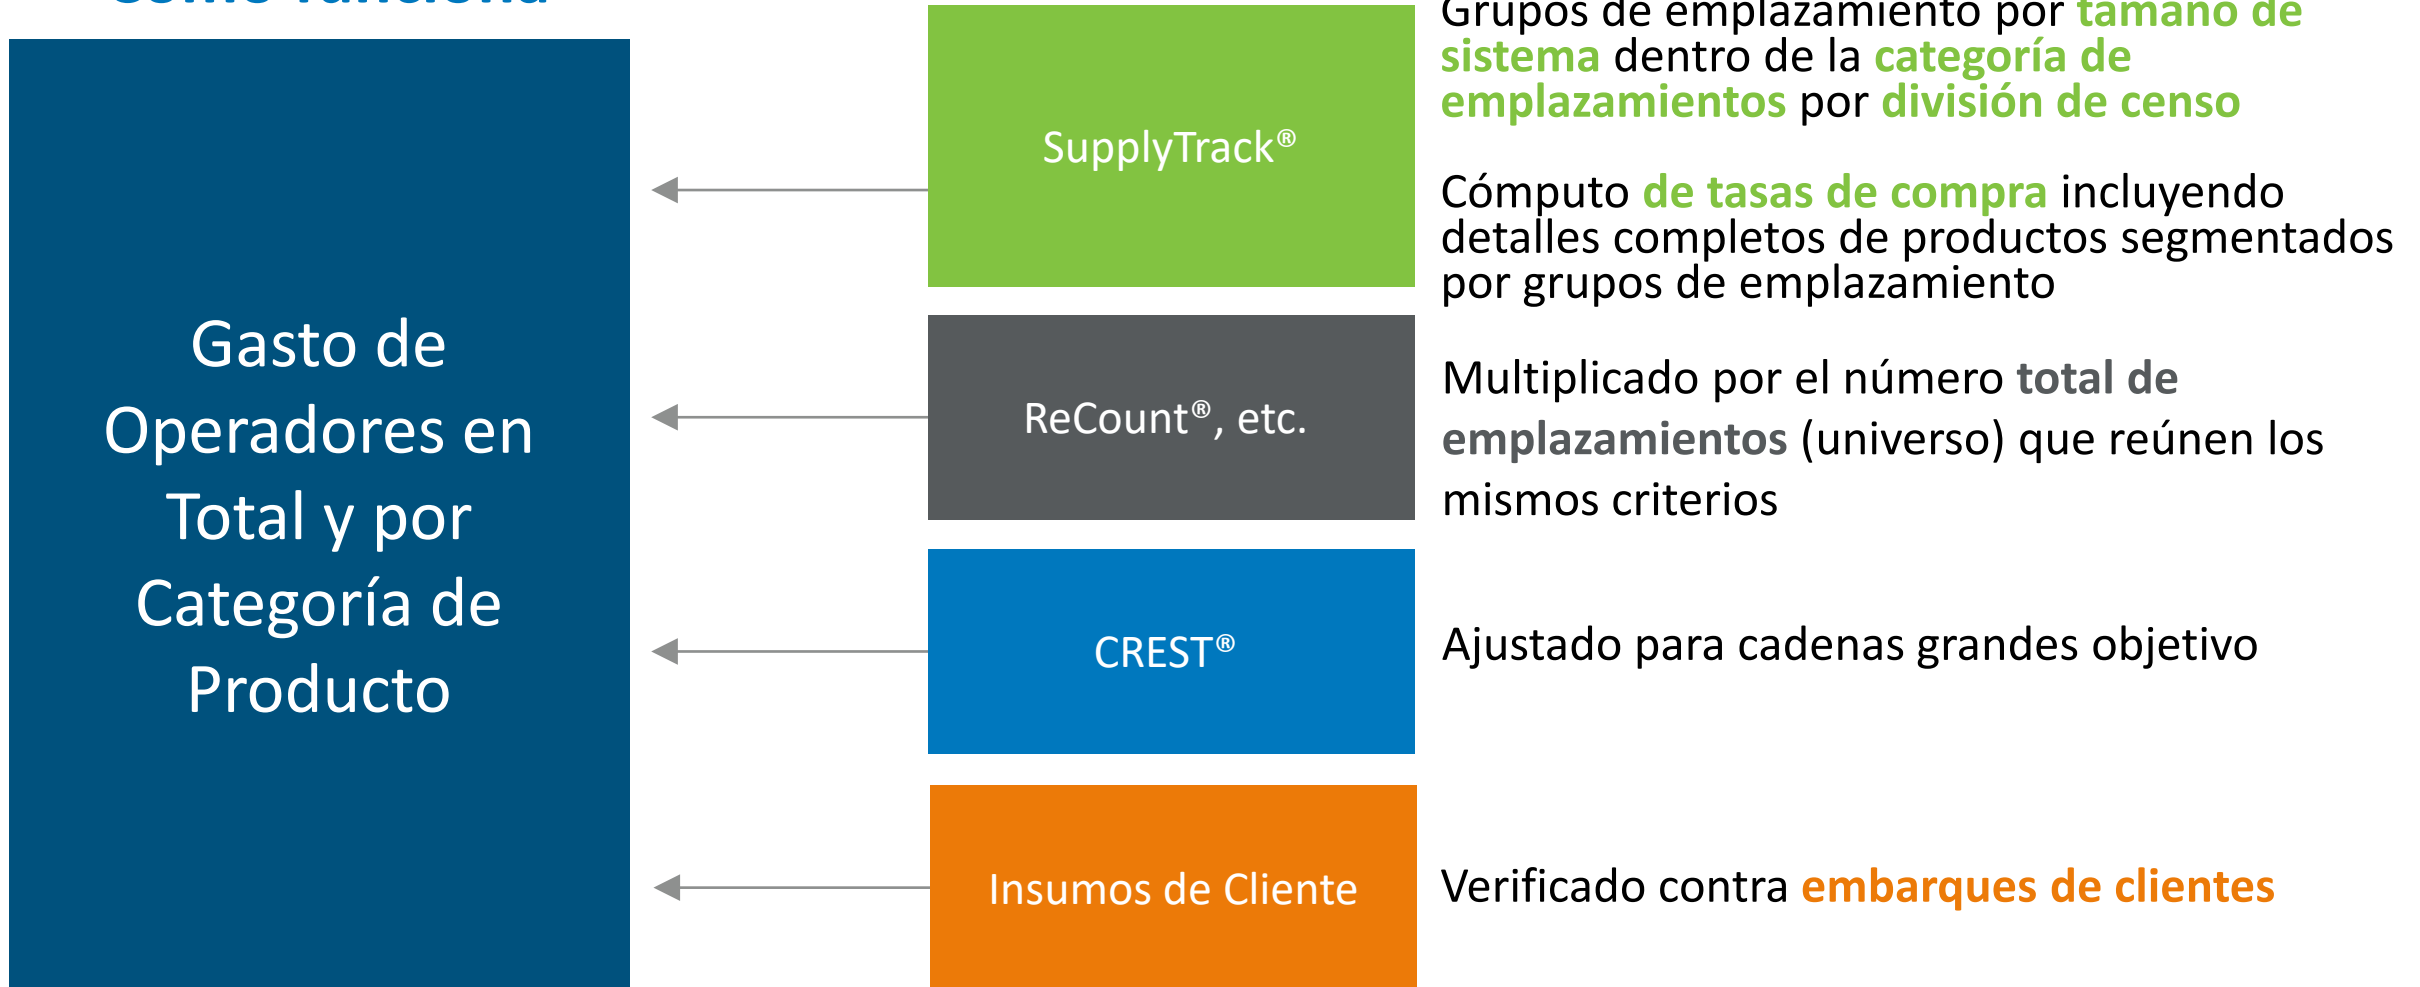 Cómo funciona
Gasto de
Operadores en
Total y por
Categoría de
Producto
SupplyTrack®
Grupos de emplazamiento por tamaño de
sistema dentro de la categoría de
emplazamientos por división de censo
Cómputo de tasas de compra incluyendo
detalles completos de productos segmentados
por grupos de emplazamiento
ReCount®, etc.
Multiplicado por el número total de
emplazamientos (universo) que reúnen los
mismos criterios
CREST®
Ajustado para cadenas grandes objetivo
Insumos de Cliente
Verificado contra embarques de clientes